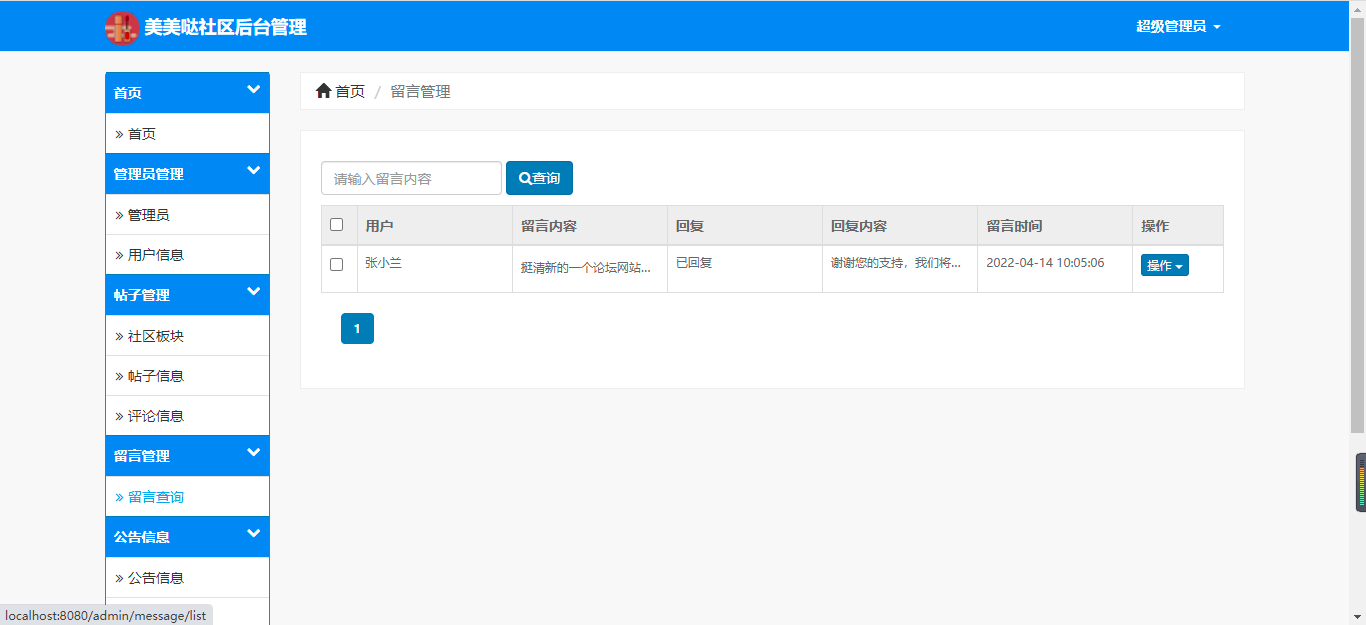 美美哒社区后台管理
超级管理员
首页
» 首页
管理员管理
» 管理员
» 用户信息
帖子管理
» 社区板块
» 帖子信息
» 评论信息
留言管理
» 留言查询
公告信息
» 公告信息
首页 / 留言管理
请输入留言内容 查询
用户 留言内容 回复 回复内容 留言时间 操作
张小兰 挺清新的一个论坛网站... 已回复 谢谢您的支持，我们将... 2022-04-14 10:05:06 操作
1
localhost:8080/admin/message/list